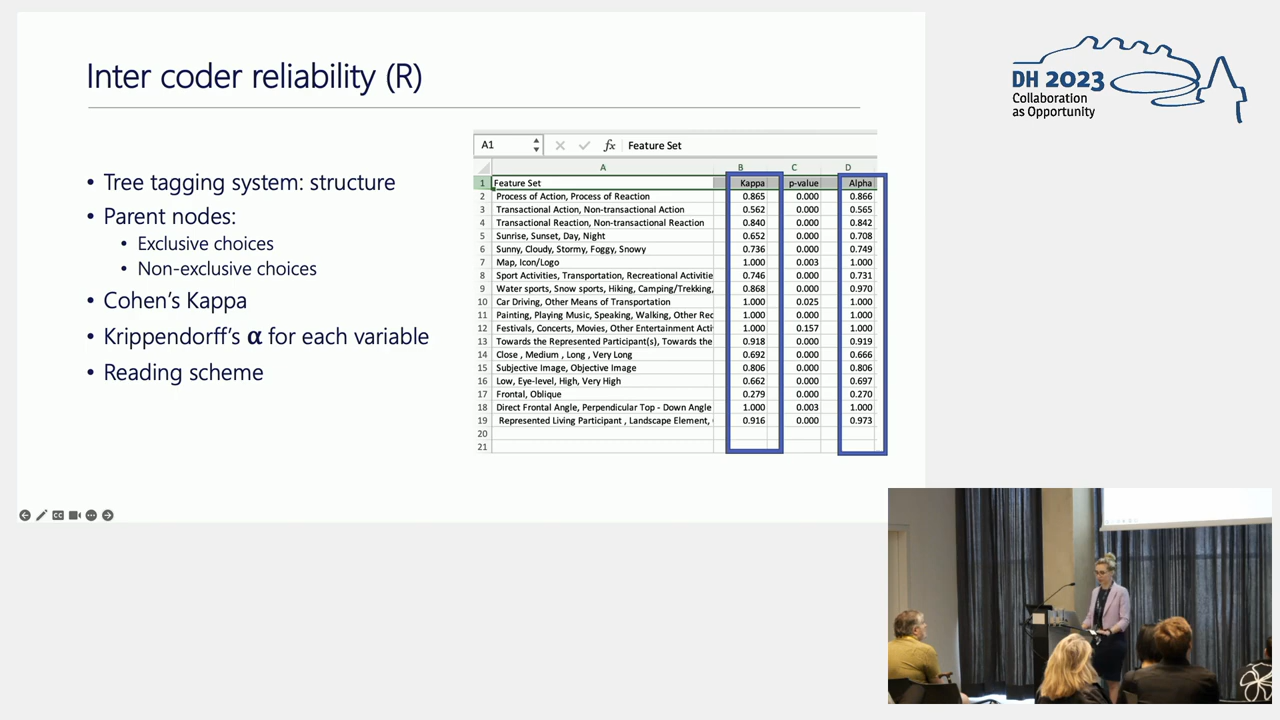 Inter coder reliability (R)
• Tree tagging system: structure
• Parent nodes:
• Exclusive choices
• Non-exclusive choices
• Cohen's Kappa
• Krippendorff's α for each variable
• Reading scheme
A1 fx Feature Set
A B C D
1 Feature Set Kappa p-value Alpha
2 Process of Action, Process of Reaction 0.865 0.000 0.866
3 Transactional Action, Non-transactional Action 0.562 0.000 0.565
4 Transactional Reaction, Non-transactional Reaction 0.840 0.000 0.842
5 Sunrise, Sunset, Day, Night 0.652 0.000 0.708
6 Sunny, Cloudy, Stormy, Foggy, Snowy 0.736 0.000 0.749
7 Map, Icon/Logo 1.000 0.003 1.000
8 Sport Activities, Transportation, Recreational Activitie 0.746 0.000 0.731
9 Water sports, Snow sports, Hiking, Camping/Trekking, 0.868 0.000 0.970
10 Car Driving, Other Means of Transportation 1.000 0.025 1.000
11 Painting, Playing Music, Speaking, Walking, Other Rec 1.000 0.000 1.000
12 Festivals, Concerts, Movies, Other Entertainment Acti 1.000 0.157 1.000
13 Towards the Represented Participant(s), Towards the 0.918 0.000 0.919
14 Close , Medium , Long , Very Long 0.692 0.000 0.666
15 Subjective Image, Objective Image 0.806 0.000 0.806
16 Low, Eye-level, High, Very High 0.662 0.000 0.697
17 Frontal, Oblique 0.279 0.000 0.270
18 Direct Frontal Angle, Perpendicular Top - Down Angle 1.000 0.003 1.000
19 Represented Living Participant , Landscape Element, 0.916 0.000 0.973
20
21
DH 2023
Collaboration
as Opportunity